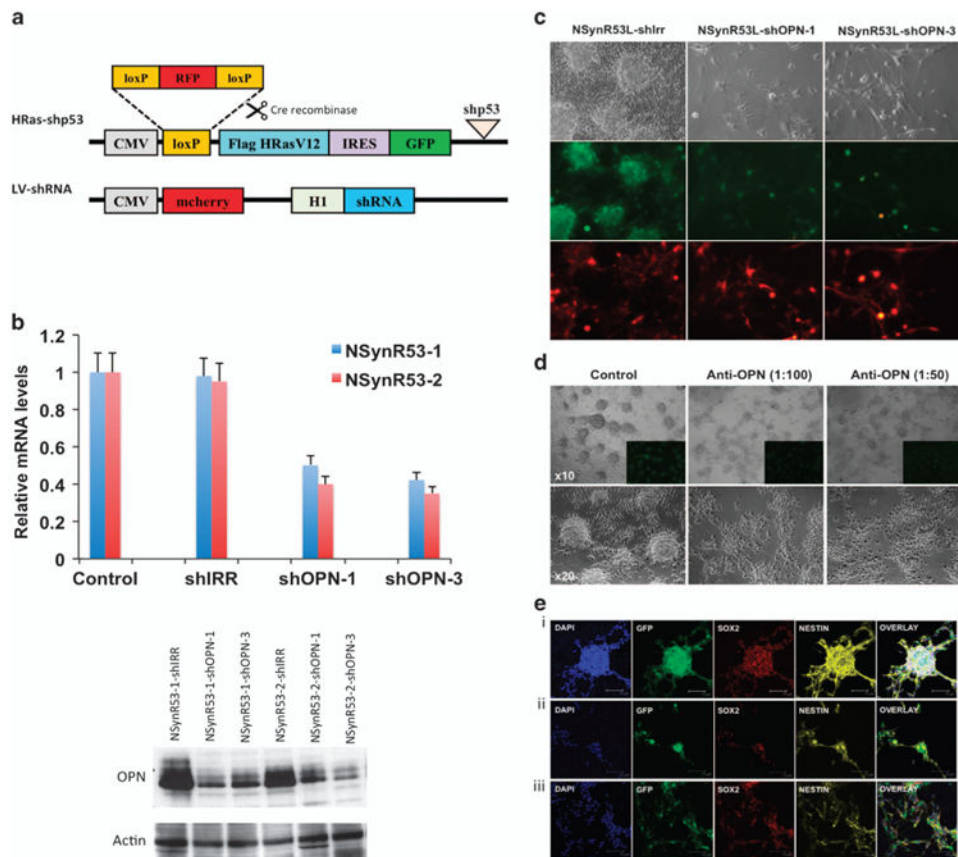 a
loxP RFP loxP
Cre recombinase
HRas-shp53
shp53
CMV loxP Flag HRasV12 IRES GFP
LV-shRNA
CMV mcherry H1 shRNA
b
Relative mRNA levels
1.2
1
0.8
0.6
0.4
0.2
0
NSynR53-1
NSynR53-2
Control shIRR shOPN-1 shOPN-3
NSynR53-1-shIRR
NSynR53-1-shOPN-1
NSynR53-1-shOPN-3
NSynR53-2-shIRR
NSynR53-2-shOPN-1
NSynR53-2-shOPN-3
OPN
Actin
c
NSynR53L-shIrr NSynR53L-shOPN-1 NSynR53L-shOPN-3
d
Control Anti-OPN (1:100) Anti-OPN (1:50)
x10
x20
e
i
DAPI GFP SOX2 NESTIN OVERLAY
ii
DAPI GFP SOX2 NESTIN OVERLAY
iii
DAPI GFP SOX2 NESTIN OVERLAY